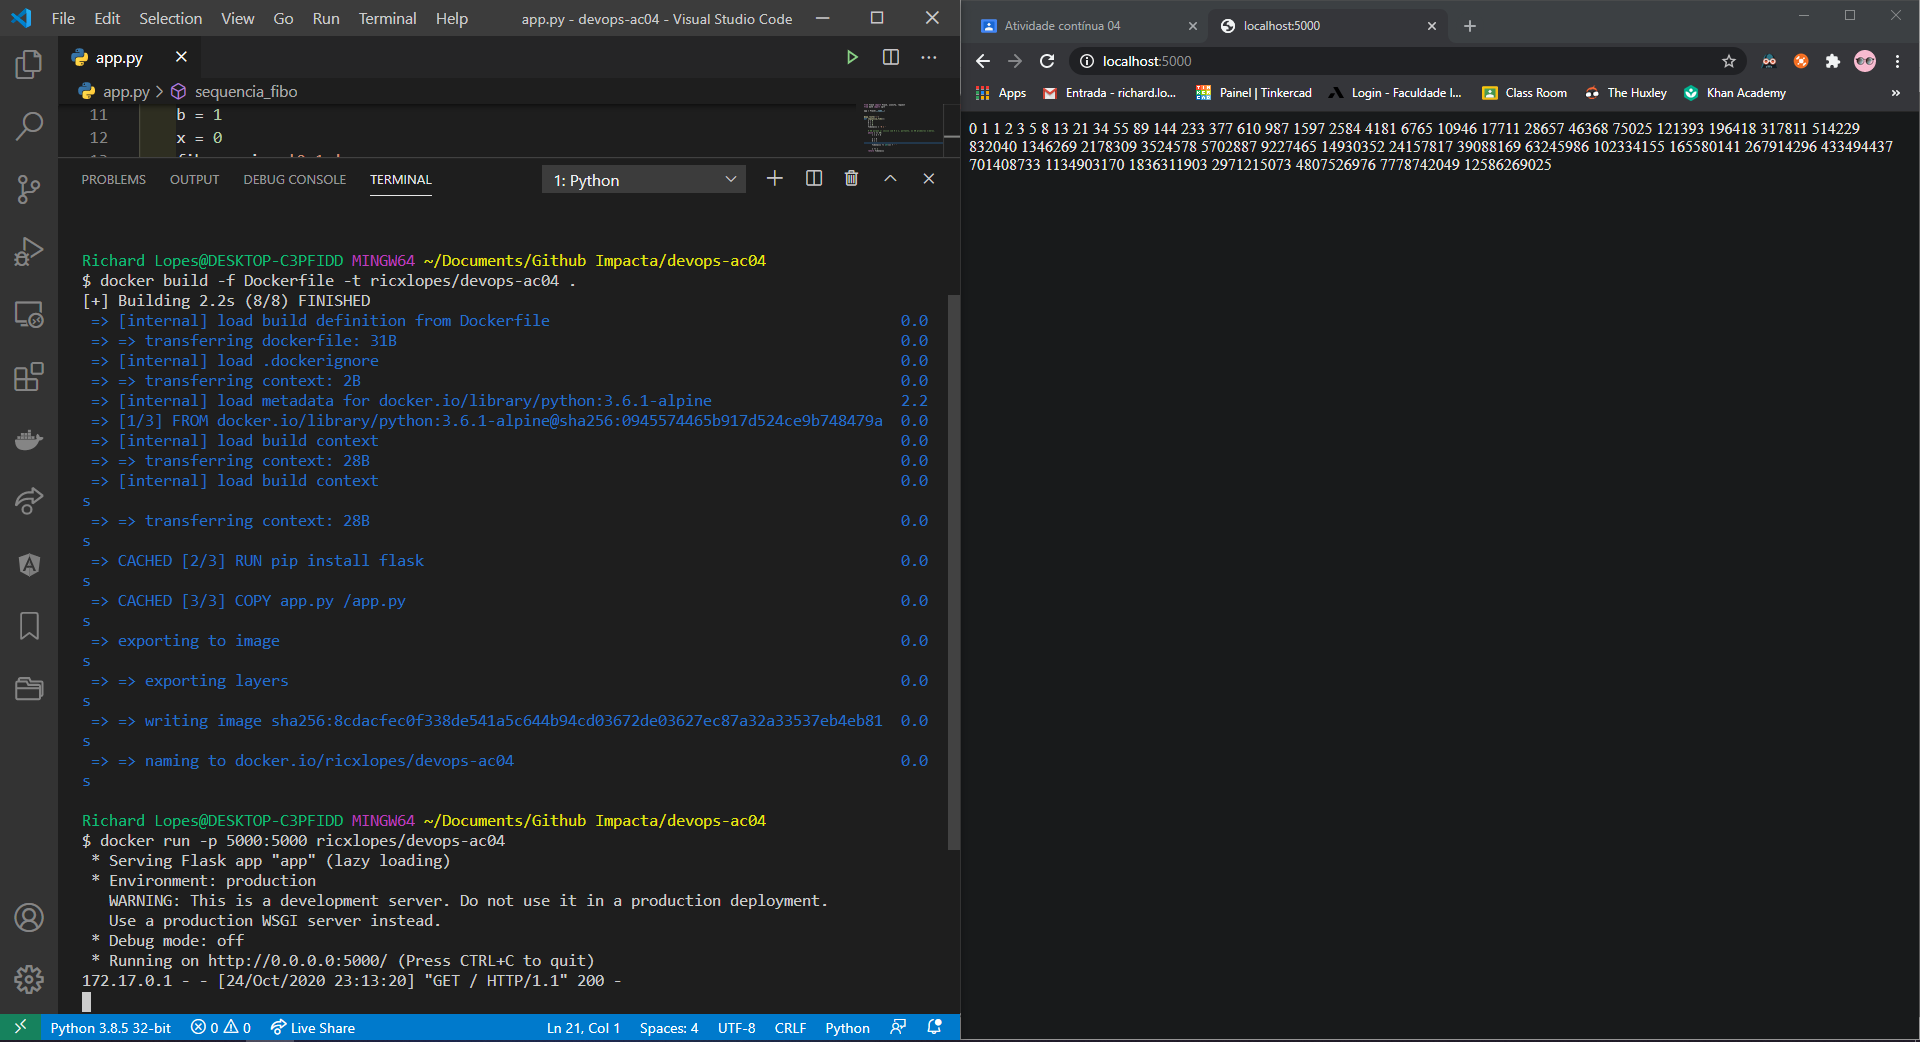 File Edit Selection View Go Run Terminal Help app.py - devops-ac04 - Visual Studio Code
app.py
app.py > sequencia_fibo
11 b = 1
12 x = 0
PROBLEMS OUTPUT DEBUG CONSOLE TERMINAL 1: Python
Richard Lopes@DESKTOP-C3PFIDD MINGW64 ~/Documents/Github Impacta/devops-ac04
$ docker build -f Dockerfile -t ricxlopes/devops-ac04 .
[+] Building 2.2s (8/8) FINISHED
=> [internal] load build definition from Dockerfile 0.0
=> => transferring dockerfile: 31B 0.0
=> [internal] load .dockerignore 0.0
=> => transferring context: 2B 0.0
=> [internal] load metadata for docker.io/library/python:3.6.1-alpine 2.2
=> [1/3] FROM docker.io/library/python:3.6.1-alpine@sha256:0945574465b917d524ce9b748479a 0.0
=> [internal] load build context 0.0
=> => transferring context: 28B 0.0
=> [internal] load build context 0.0
s
=> => transferring context: 28B 0.0
s
=> CACHED [2/3] RUN pip install flask 0.0
s
=> CACHED [3/3] COPY app.py /app.py 0.0
s
=> exporting to image 0.0
s
=> => exporting layers 0.0
s
=> => writing image sha256:8cdacfec0f338de541a5c644b94cd03672de03627ec87a32a33537eb4eb81 0.0
s
=> => naming to docker.io/ricxlopes/devops-ac04 0.0
s
Richard Lopes@DESKTOP-C3PFIDD MINGW64 ~/Documents/Github Impacta/devops-ac04
$ docker run -p 5000:5000 ricxlopes/devops-ac04
* Serving Flask app "app" (lazy loading)
* Environment: production
WARNING: This is a development server. Do not use it in a production deployment.
Use a production WSGI server instead.
* Debug mode: off
* Running on http://0.0.0.0:5000/ (Press CTRL+C to quit)
172.17.0.1 - - [24/Oct/2020 23:13:20] "GET / HTTP/1.1" 200 -
Python 3.8.5 32-bit 0 0 Live Share Ln 21, Col 1 Spaces: 4 UTF-8 CRLF Python
Atividade contínua 04 localhost:5000
localhost:5000
Apps Entrada - richard.lo... Painel | Tinkercad Login - Faculdade I... Class Room The Huxley Khan Academy »
0 1 1 2 3 5 8 13 21 34 55 89 144 233 377 610 987 1597 2584 4181 6765 10946 17711 28657 46368 75025 121393 196418 317811 514229
832040 1346269 2178309 3524578 5702887 9227465 14930352 24157817 39088169 63245986 102334155 165580141 267914296 433494437
701408733 1134903170 1836311903 2971215073 4807526976 7778742049 12586269025